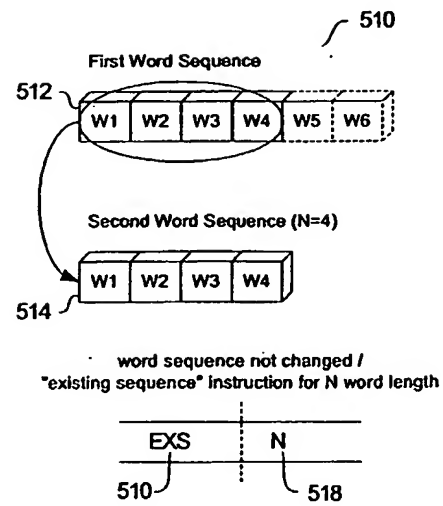 510
First Word Sequence
512
W1 W2 W3 W4 W5 W6
Second Word Sequence (N=4)
W1 W2 W3 W4
514
word sequence not changed /
"existing sequence" instruction for N word length
EXS N
510 518